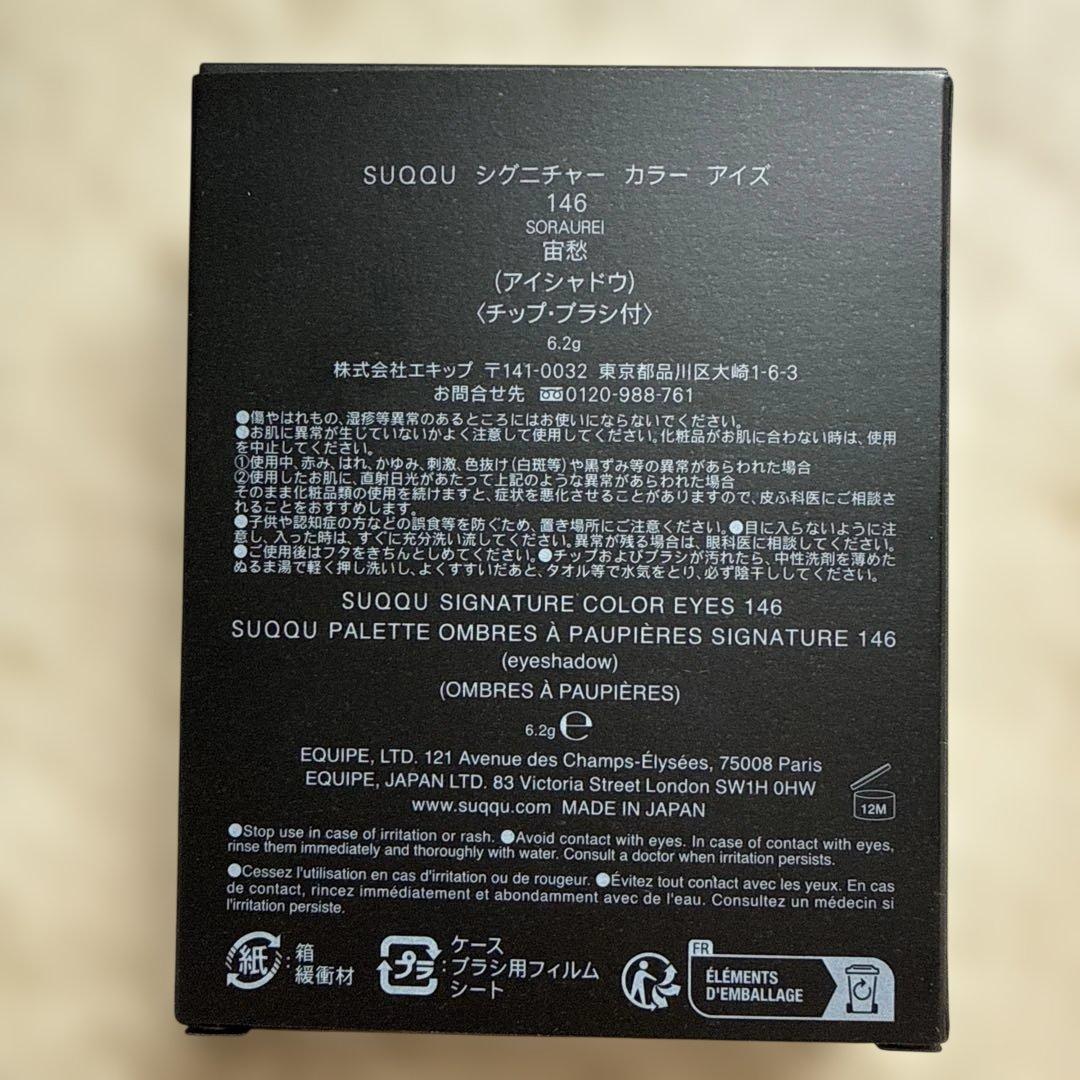 SUQQU シグニチャー カラー アイズ
146
SORAUREI
宙愁
(アイシャドウ)
〈チップ・ブラシ付〉
6.2g
株式会社エキップ 〒141-0032 東京都品川区大崎1-6-3
お問合せ先 0120-988-761
●傷やはれもの、湿疹等異常のあるところにはお使いにならないでください。
●お肌に異常が生じていないかよく注意して使用してください。化粧品がお肌に合わない時は、使用
を中止してください。
①使用中、赤み、はれ、かゆみ、刺激、色抜け(白斑等)や黒ずみ等の異常があらわれた場合
②使用したお肌に、直射日光があたって上記のような異常があらわれた場合
そのまま化粧品類の使用を続けますと、症状を悪化させることがありますので、皮ふ科医にご相談さ
れることをおすすめします。
●子供や認知症の方などの誤食等を防ぐため、置き場所にご注意ください。●目に入らないように注
意し、入った時は、すぐに充分洗い流してください。異常が残る場合は、眼科医に相談してください。
●ご使用後はフタをきちんとしめてください。●チップおよびブラシが汚れたら、中性洗剤を薄めた
ぬるま湯で軽く押し洗いし、よくすすいだあと、タオル等で水気をとり、必ず陰干ししてください。
SUQQU SIGNATURE COLOR EYES 146
SUQQU PALETTE OMBRES À PAUPIÈRES SIGNATURE 146
(eyeshadow)
(OMBRES À PAUPIÈRES)
6.2g ℮
EQUIPE, LTD. 121 Avenue des Champs-Élysées, 75008 Paris
EQUIPE, JAPAN LTD. 83 Victoria Street London SW1H 0HW
www.suqqu.com MADE IN JAPAN
12M
●Stop use in case of irritation or rash. ●Avoid contact with eyes. In case of contact with eyes,
rinse them immediately and thoroughly with water. Consult a doctor when irritation persists.
●Cessez l'utilisation en cas d'irritation ou de rougeur. ●Évitez tout contact avec les yeux. En cas
de contact, rincez immédiatement et abondamment avec de l'eau. Consultez un médecin si
l'irritation persiste.
紙:箱
緩衝材
プラ:ケース
ブラシ用フィルム
シート
FR
ÉLÉMENTS
D'EMBALLAGE